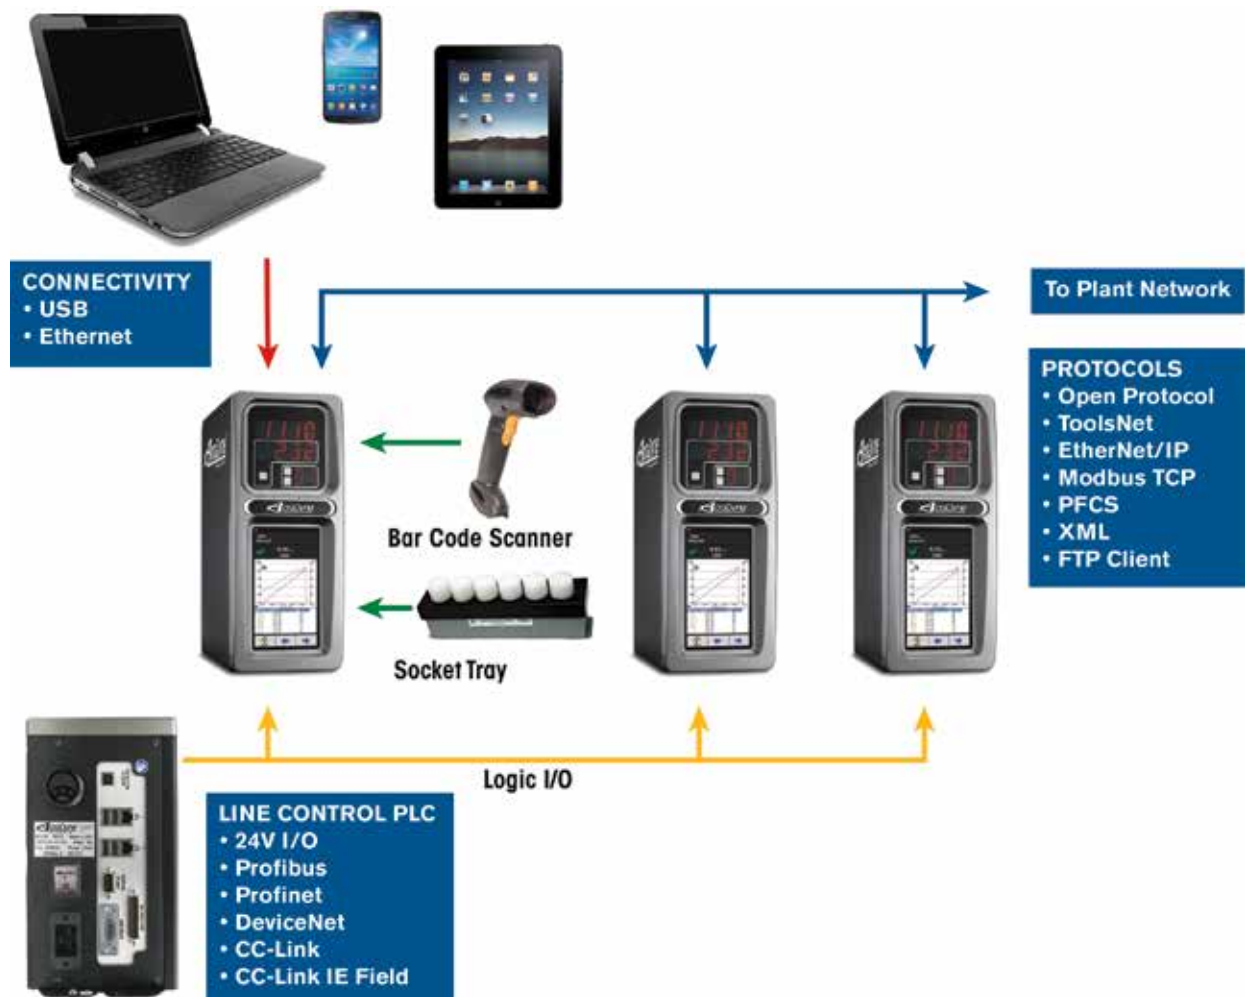 CONNECTIVITY
• USB
• Ethernet
To Plant Network
PROTOCOLS
• Open Protocol
• ToolsNet
• EtherNet/IP
• Modbus TCP
• PFCS
• XML
• FTP Client
Bar Code Scanner
Socket Tray
Logic I/O
LINE CONTROL PLC
• 24V I/O
• Profibus
• Profinet
• DeviceNet
• CC-Link
• CC-Link IE Field